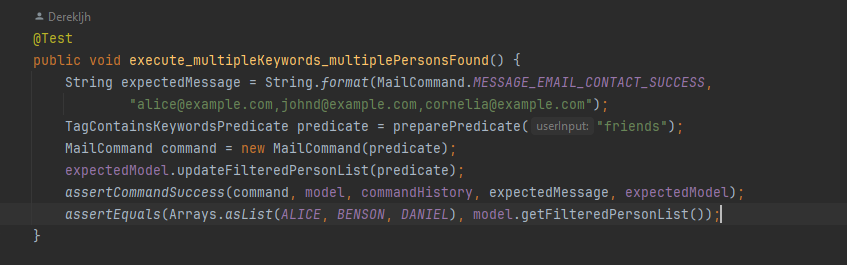 Derekljh
@Test
public void execute_multipleKeywords_multiplePersonsFound() {
    String expectedMessage = String.format(MailCommand.MESSAGE_EMAIL_CONTACT_SUCCESS,
            "alice@example.com,johnd@example.com,cornelia@example.com");
    TagContainsKeywordsPredicate predicate = preparePredicate( userInput: "friends");
    MailCommand command = new MailCommand(predicate);
    expectedModel.updateFilteredPersonList(predicate);
    assertCommandSuccess(command, model, commandHistory, expectedMessage, expectedModel);
    assertEquals(Arrays.asList(ALICE, BENSON, DANIEL), model.getFilteredPersonList());
}